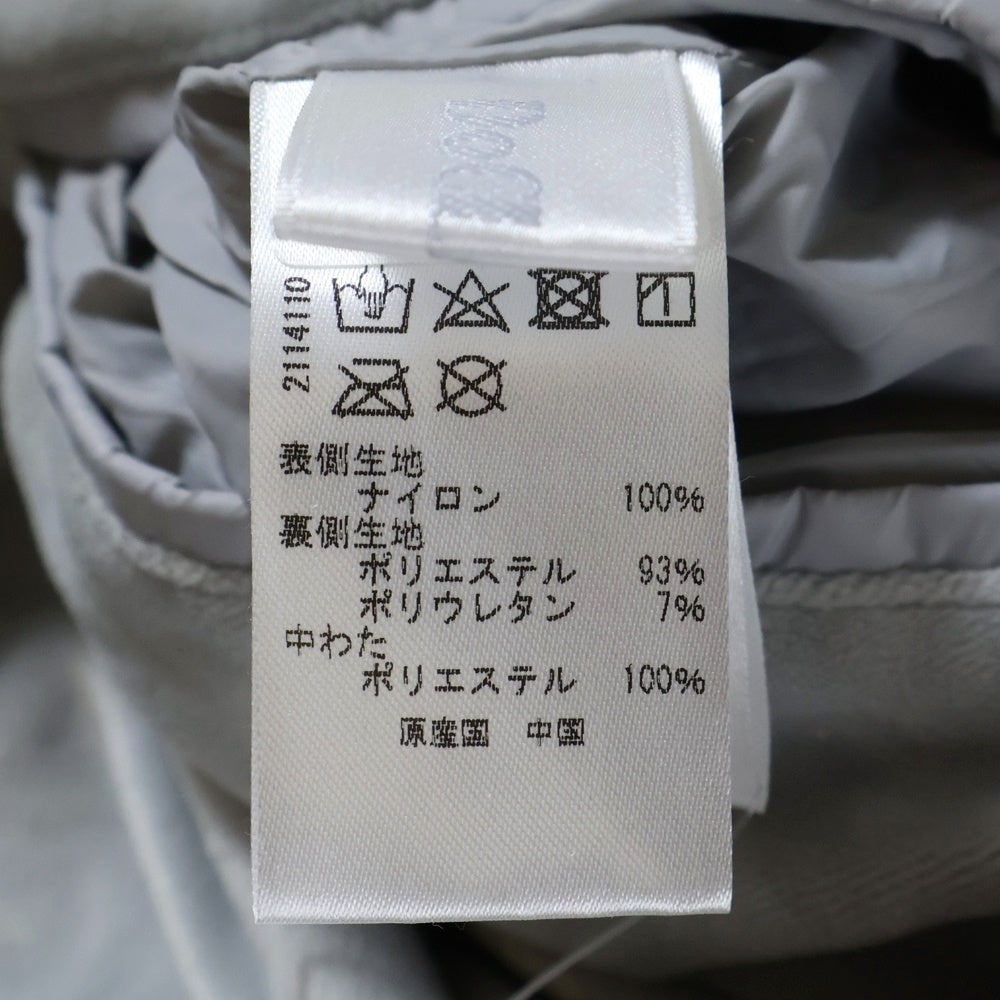 21141110
表側生地
ナイロン 100%
裏側生地
ポリエステル 93%
ポリウレタン 7%
中わた
ポリエステル 100%
原産国 中国